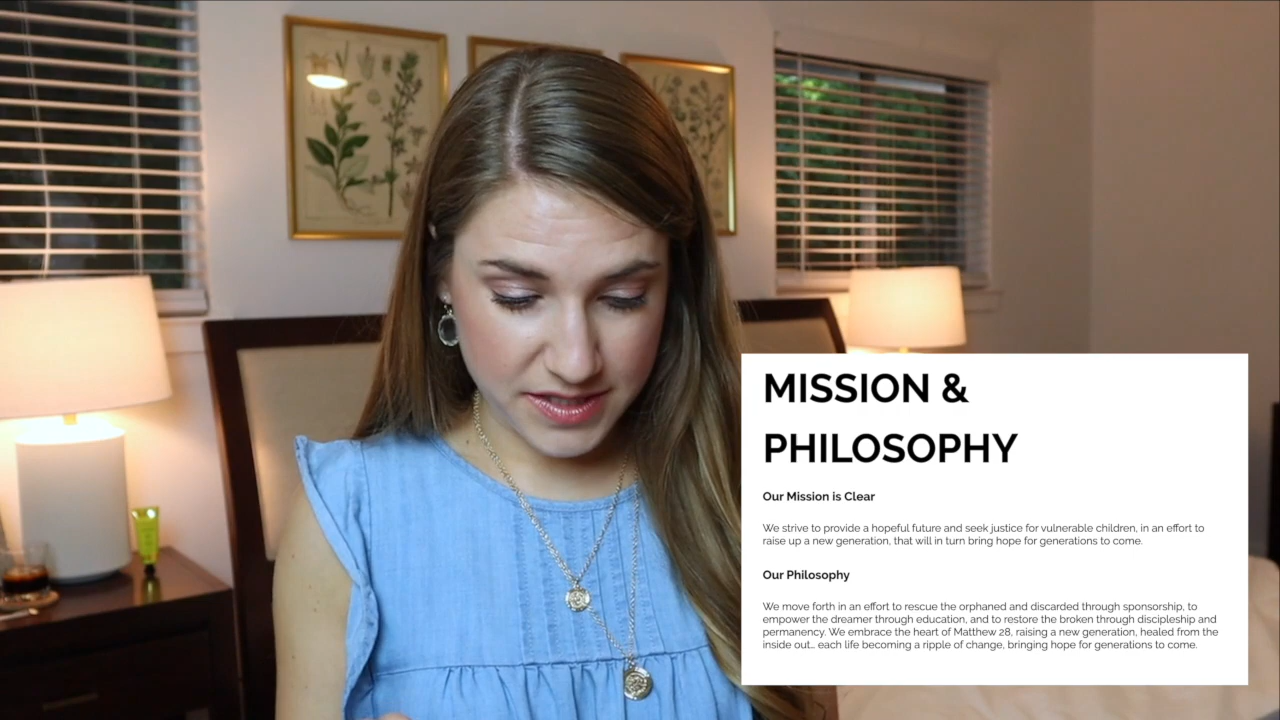 MISSION &
PHILOSOPHY
Our Mission is Clear
We strive to provide a hopeful future and seek justice for vulnerable children, in an effort to
raise up a new generation, that will in turn bring hope for generations to come.
Our Philosophy
We move forth in an effort to rescue the orphaned and discarded through sponsorship, to
empower the dreamer through education, and to restore the broken through discipleship and
permanency. We embrace the heart of Matthew 28, raising a new generation, healed from the
inside out... each life becoming a ripple of change, bringing hope for generations to come.